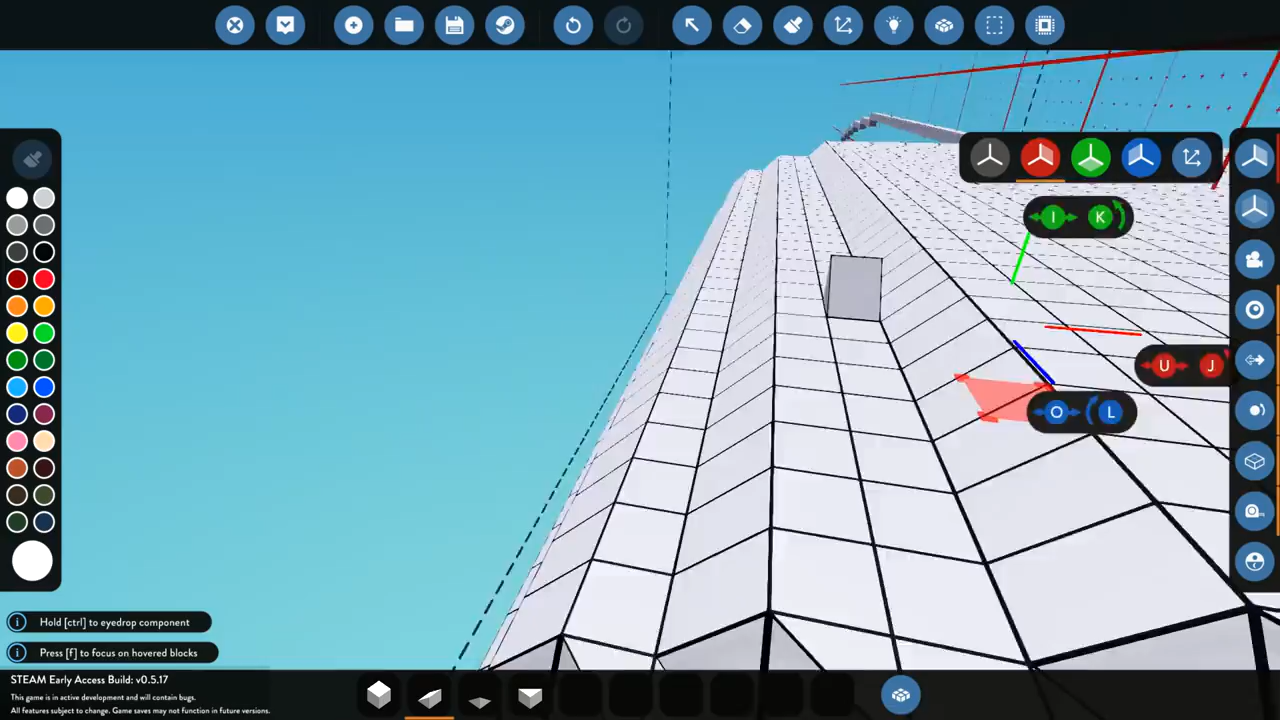 I K
U J
O L
Hold [ctrl] to eyedrop component
Press [f] to focus on hovered blocks
STEAM Early Access Build: v0.5.17
This game is in active development and will contain bugs.
All features subject to change. Game saves may not function in future versions.